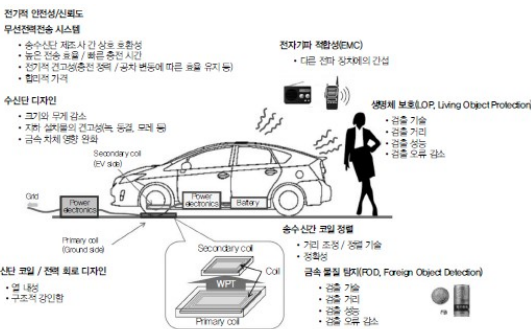 전기적 안전성/신뢰도
무선전력전송 시스템
• 송수신단 제조사 간 상호 호환성
• 높은 전송 효율 / 빠른 충전 시간
• 전기적 견고성(충전 정력 / 공차 변동에 따른 효율 유지 등)
• 합리적 가격
수신단 디자인
• 크기와 무게 감소
• 지하 설치물의 견고성(녹, 동결, 모레 등)
• 금속 차체 영향 완화
전자기파 적합성(EMC)
• 다른 전파 장치에의 간섭
생명체 보호(LOP, Living Object Protection)
• 검출 기술
• 검출 거리
• 검출 성능
• 검출 오류 감소
Secondary coil
(EV side)
Grid
Power
electronics
Power
electronics
Battery
Primary coil
(Ground side)
송수신간 코일 정렬
• 거리 조정 / 정렬 기술
• 정확성
신단 코일 / 전력 회로 디자인
• 열 내성
• 구조적 강인함
Secondary coil
Coil
WPT
Primary coil
금속 물질 탐지(FOD, Foreign Object Detection)
• 검출 기술
• 검출 거리
• 검출 성능
• 검출 오류 감소